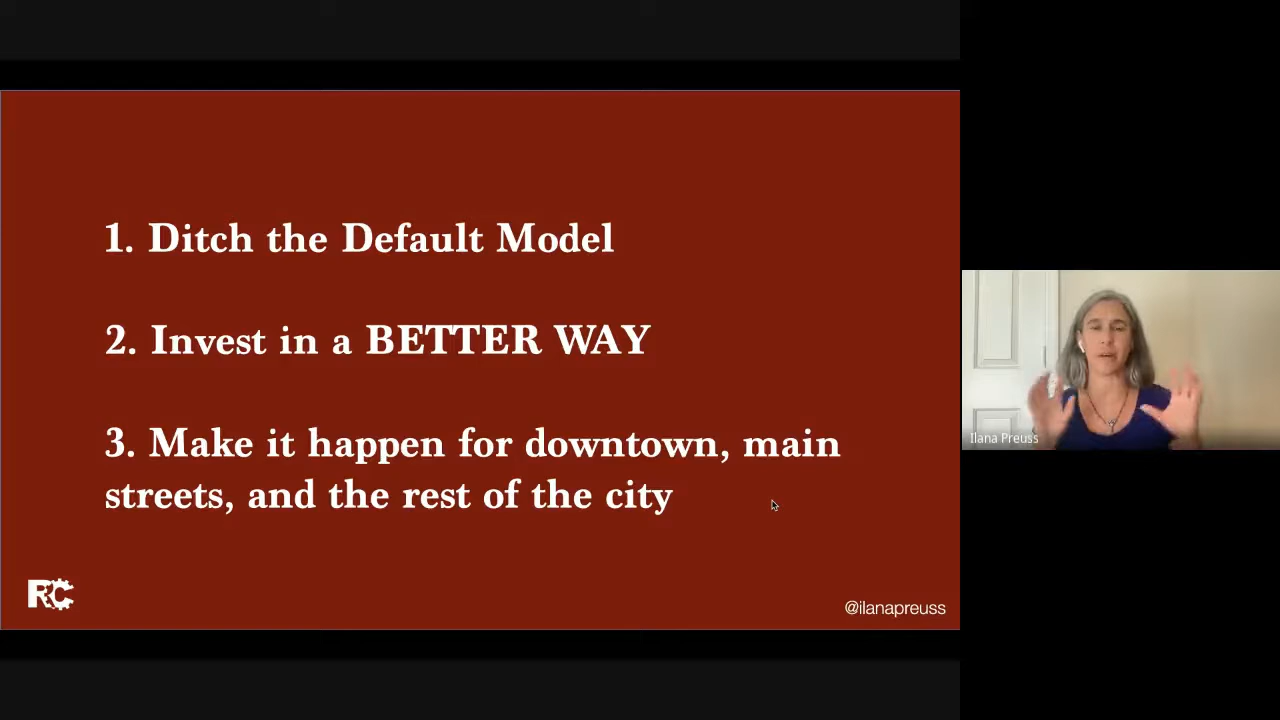 1. Ditch the Default Model
2. Invest in a BETTER WAY
3. Make it happen for downtown, main
streets, and the rest of the city
RC
@ilanapreuss
Ilana Preuss